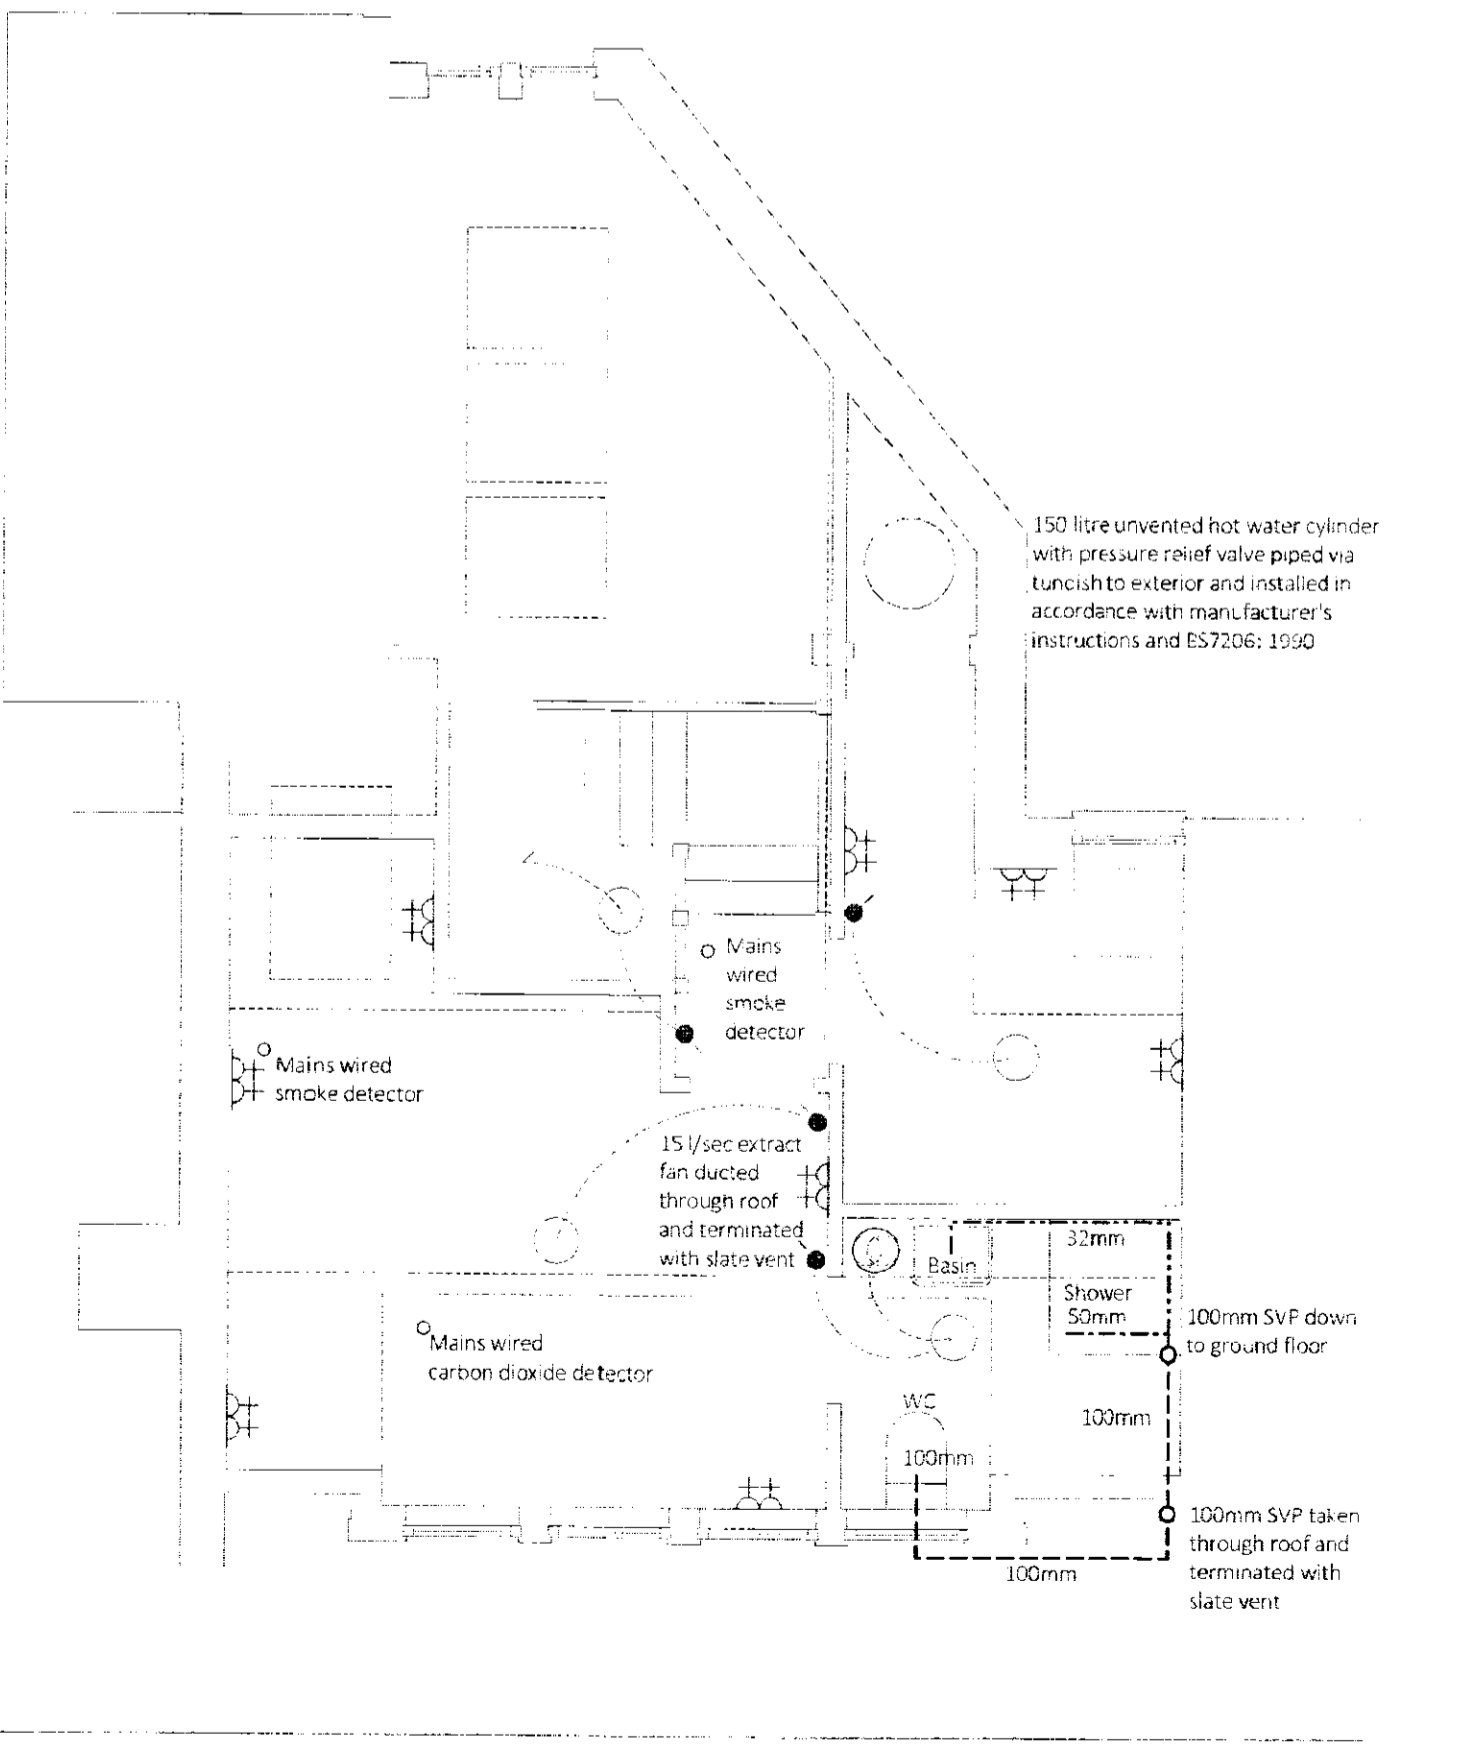 150 litre unvented hot water cylinder
with pressure relief valve piped via
tundish to exterior and installed in
accordance with manufacturer's
instructions and BS7206: 1990
Mains
wired
smoke
detector
Mains wired
smoke detector
15 l/sec extract
fan ducted
through roof
and terminated
with slate vent
Basin
32mm
Shower
50mm
100mm SVP down
to ground floor
Mains wired
carbon dioxide detector
WC
100mm
100mm
100mm SVP taken
through roof and
terminated with
slate vent
100mm